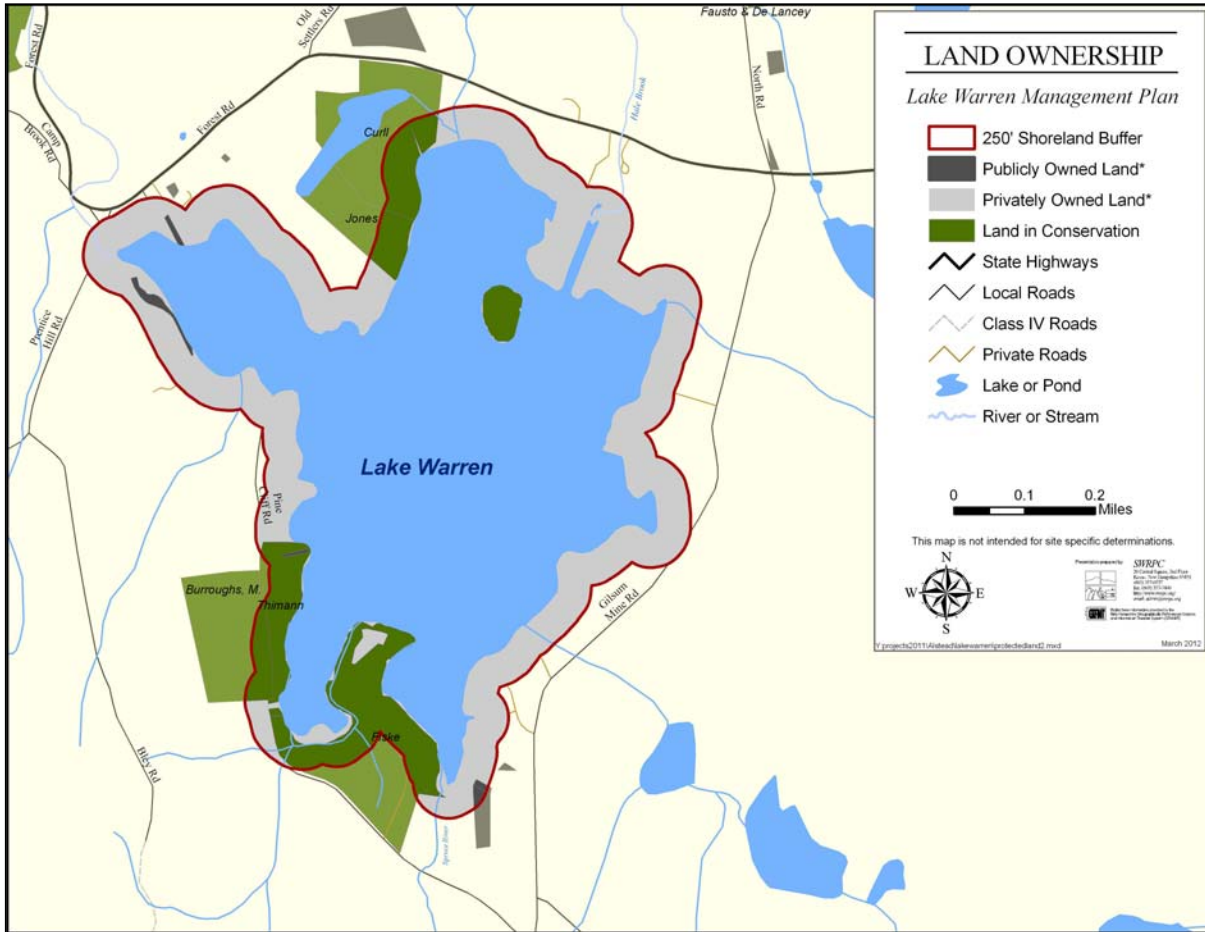 Fausto & De Lancey
Old
Settlers Rd
Forest Rd
Camp
Brook Rd
Forest Rd
North Rd
Hale Brook
Curll
Jones
Prentice
Hill Rd
Lake Warren
Pine
Cliff Rd
Burroughs, M.
Thimann
Gilsum
Mine Rd
Fiske
Bley Rd
LAND OWNERSHIP
Lake Warren Management Plan
250' Shoreland Buffer
Publicly Owned Land*
Privately Owned Land*
Land in Conservation
State Highways
Local Roads
Class IV Roads
Private Roads
Lake or Pond
River or Stream
0 0.1 0.2
Miles
This map is not intended for site specific determinations.
N
W E
S
Presentation prepared by:
SWRPC
March 2012